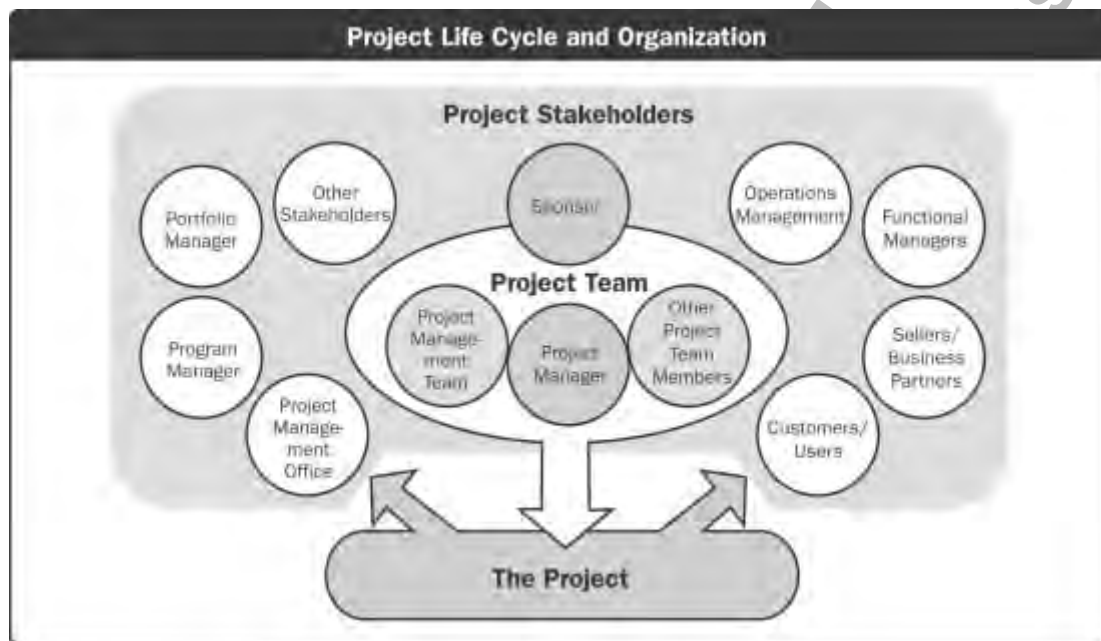 Project Life Cycle and Organization
Project Stakeholders
Portfolio
Manager
Other
Stakeholders
Sponsor
Operations
Management
Functional
Managers
Project Team
Program
Manager
Project
Manage-
ment
Team
Project
Manager
Other
Project
Team
Members
Sellers/
Business
Partners
Project
Manage-
ment
Office
Customers/
Users
The Project